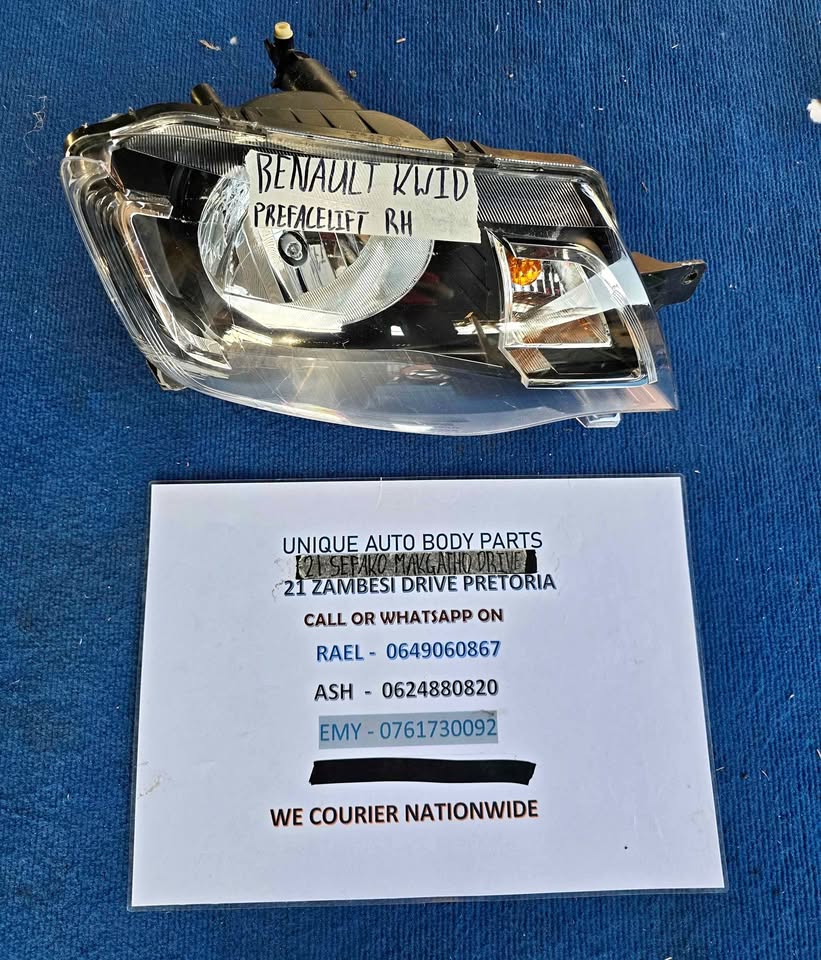 RENAULT KWID
PREFACELIFT RH
UNIQUE AUTO BODY PARTS
21 SEFAKO MAKGATHO DRIVE
21 ZAMBESI DRIVE PRETORIA
CALL OR WHATSAPP ON
RAEL - 0649060867
ASH - 0624880820
EMY - 0761730092
WE COURIER NATIONWIDE